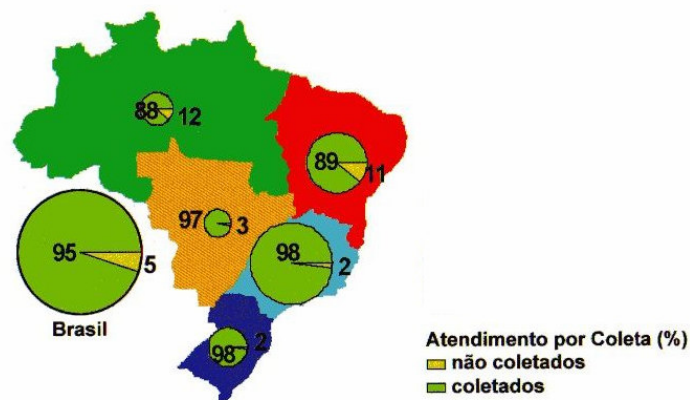 88 12
89 11
97 3
95 5
98 2
Brasil
98 2
Atendimento por Coleta (%)
não coletados
coletados